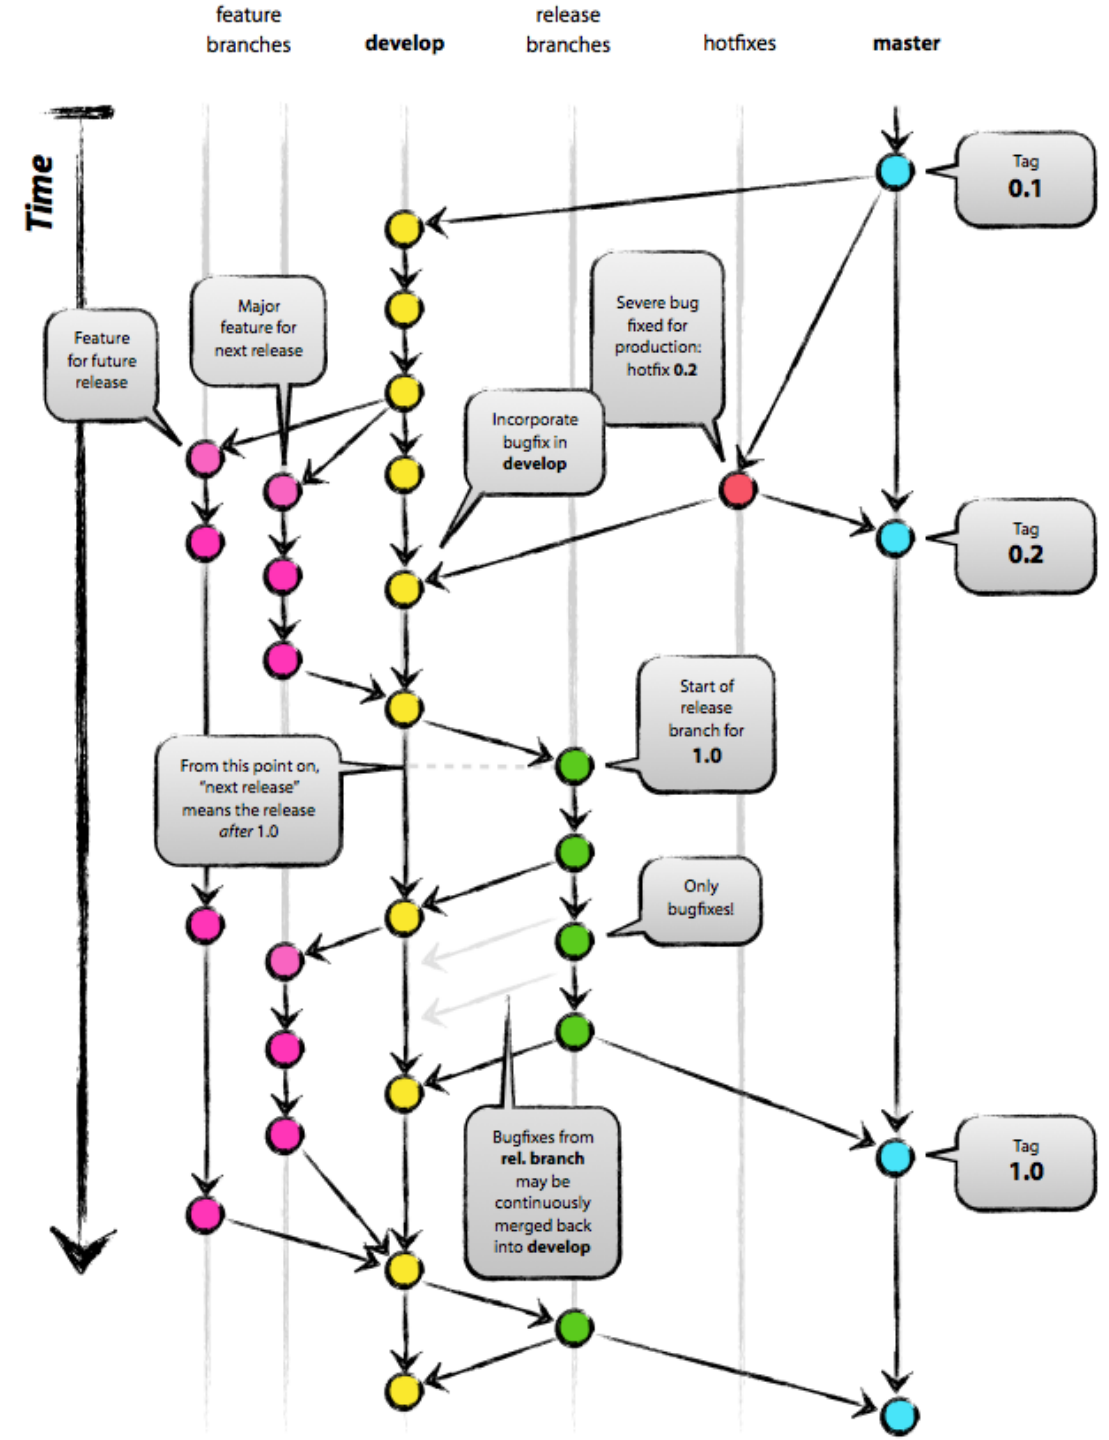 feature
branches
develop
release
branches
hotfixes
master
Time
Tag
0.1
Feature
for future
release
Major
feature for
next release
Severe bug
fixed for
production:
hotfix 0.2
Incorporate
bugfix in
develop
Tag
0.2
Start of
release
branch for
1.0
From this point on,
“next release”
means the release
after 1.0
Only
bugfixes!
Bugfixes from
rel. branch
may be
continuously
merged back
into develop
Tag
1.0